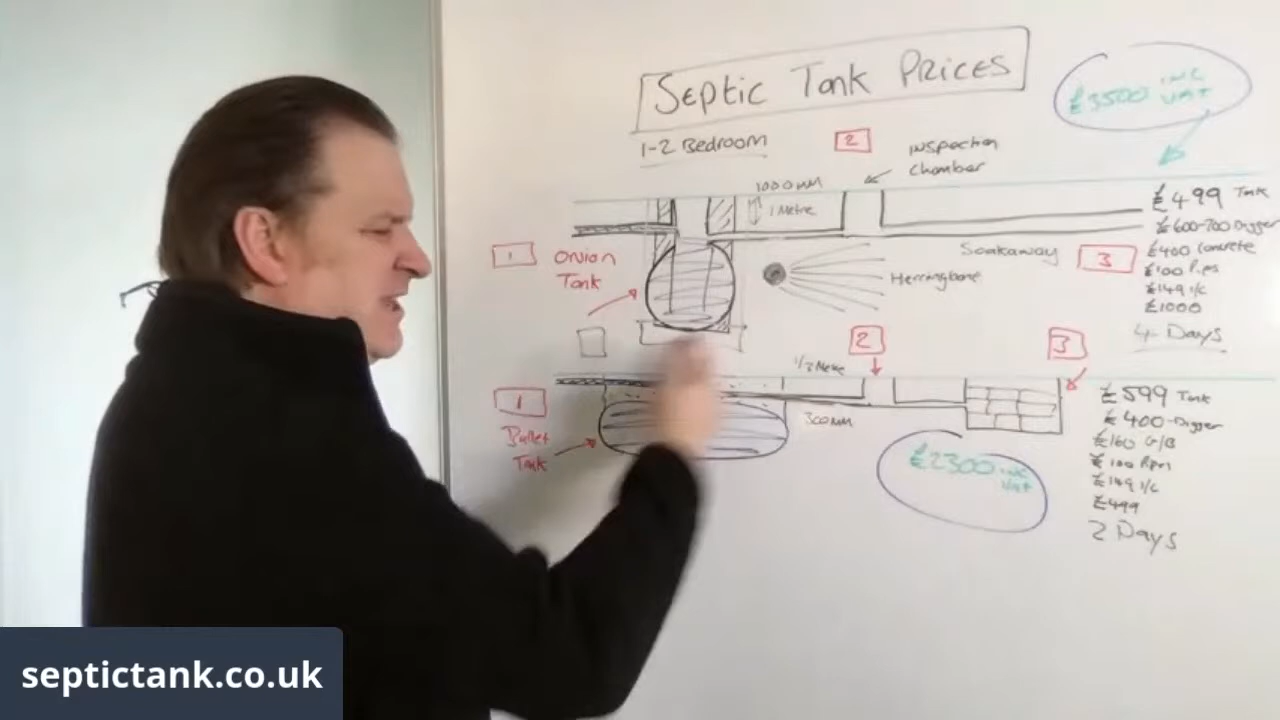 Septic Tank Prices
£3500 INC
VAT
1-2 Bedroom
2
Inspection
Chamber
1000MM
1 Metre
£499 Tank
£600-700 Digger
£400 Concrete
£100 Pipes
£149 I/C
£1000
4 Days
1
Onion
Tank
Soakaway
3
Herringbone
1/2 Metre
2
3
1
Bullet
Tank
300MM
£2300 INC
VAT
£599 Tank
£400-Digger
£160 G/B
£100
£149 I/C
£499
2 Days
septictank.co.uk